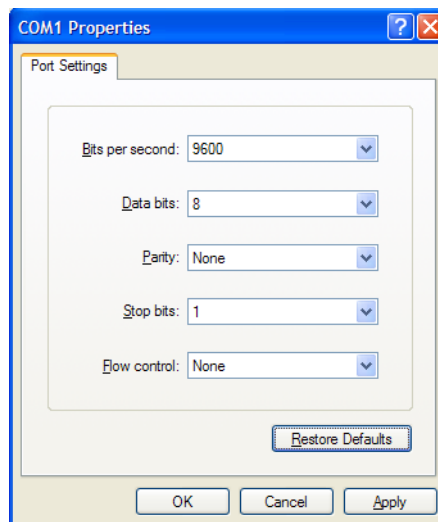 COM1 Properties
Port Settings
Bits per second: 9600
Data bits: 8
Parity: None
Stop bits: 1
Flow control: None
Restore Defaults
OK Cancel Apply